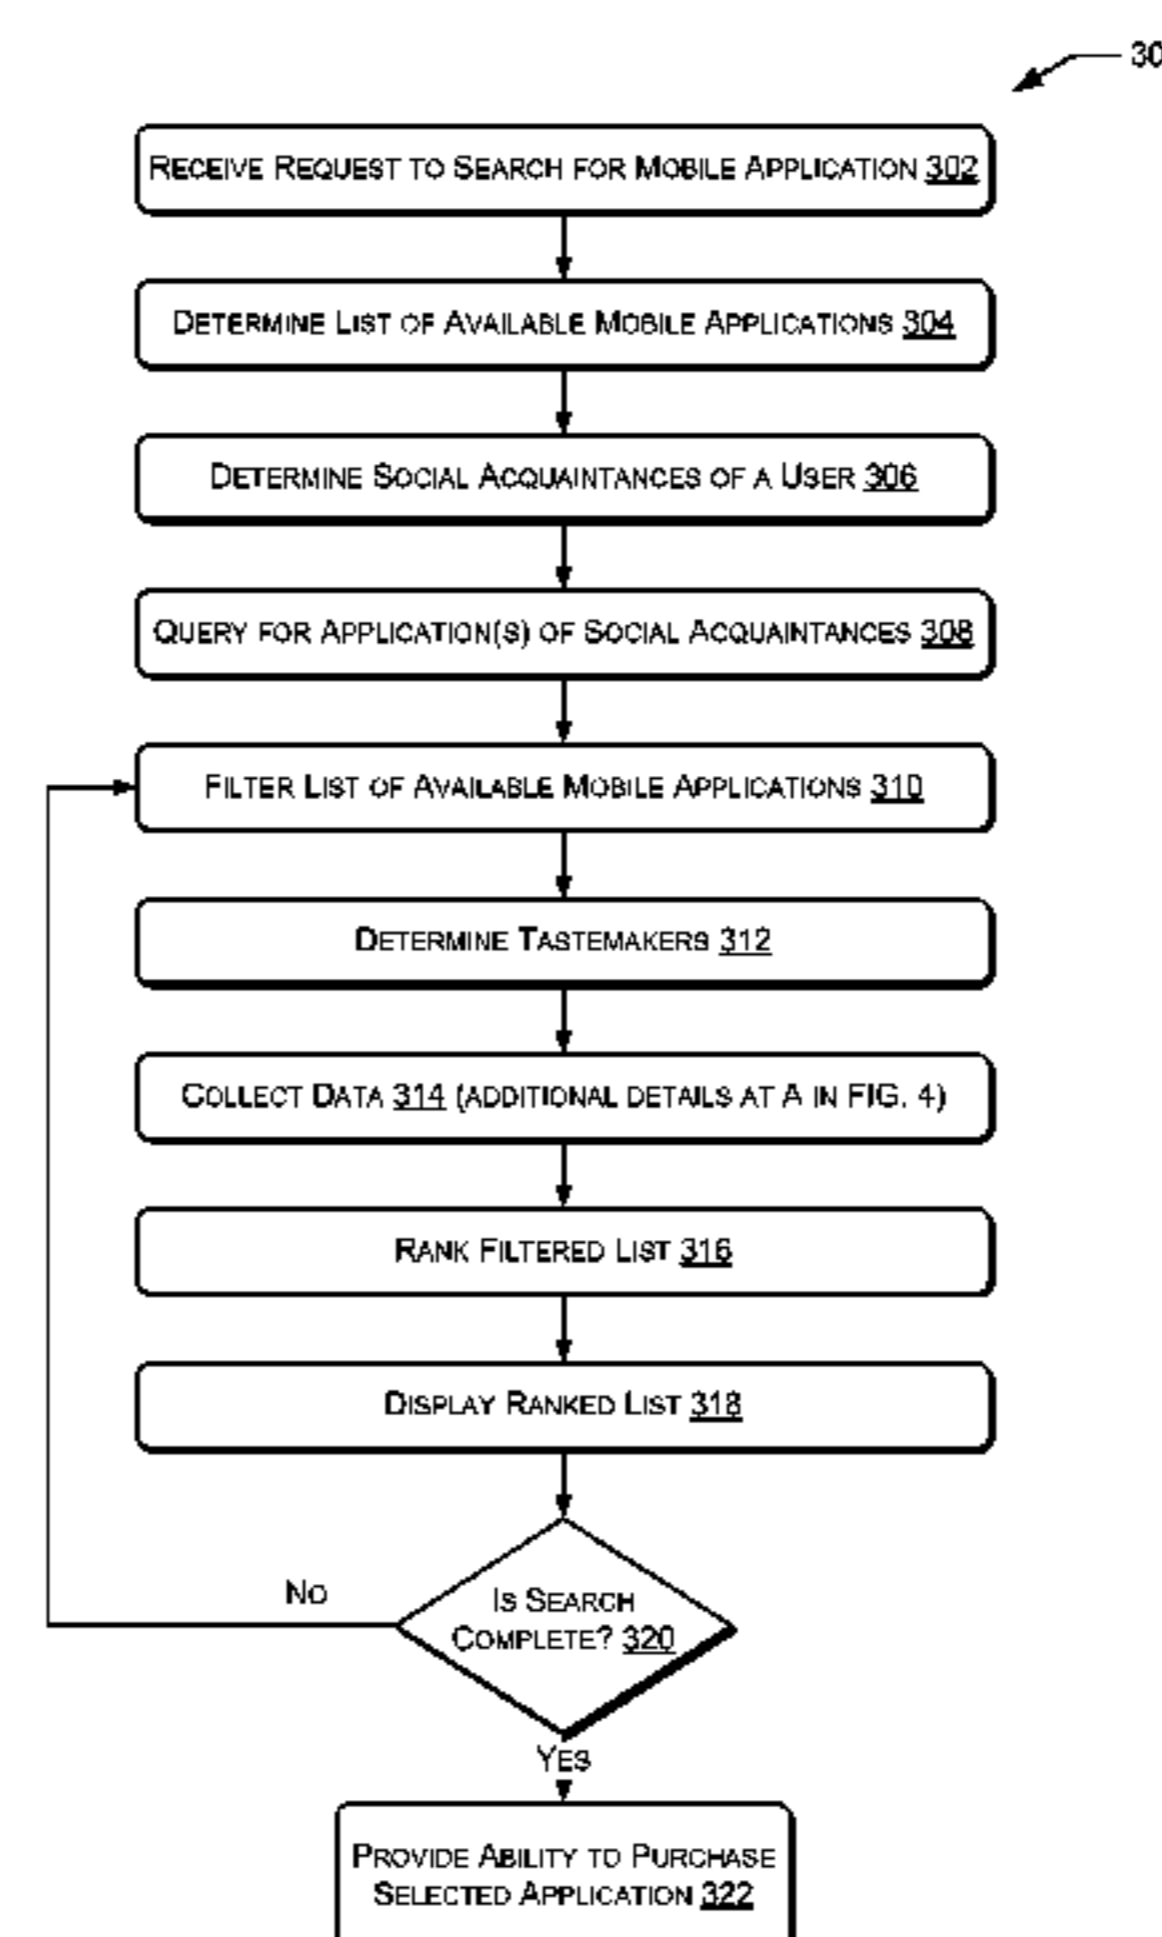 30
RECEIVE REQUEST TO SEARCH FOR MOBILE APPLICATION 302
DETERMINE LIST OF AVAILABLE MOBILE APPLICATIONS 304
DETERMINE SOCIAL ACQUAINTANCES OF A USER 306
QUERY FOR APPLICATION(S) OF SOCIAL ACQUAINTANCES 308
FILTER LIST OF AVAILABLE MOBILE APPLICATIONS 310
DETERMINE TASTEMAKERS 312
COLLECT DATA 314 (ADDITIONAL DETAILS AT A IN FIG. 4)
RANK FILTERED LIST 316
DISPLAY RANKED LIST 318
NO
IS SEARCH
COMPLETE? 320
YES
PROVIDE ABILITY TO PURCHASE
SELECTED APPLICATION 322